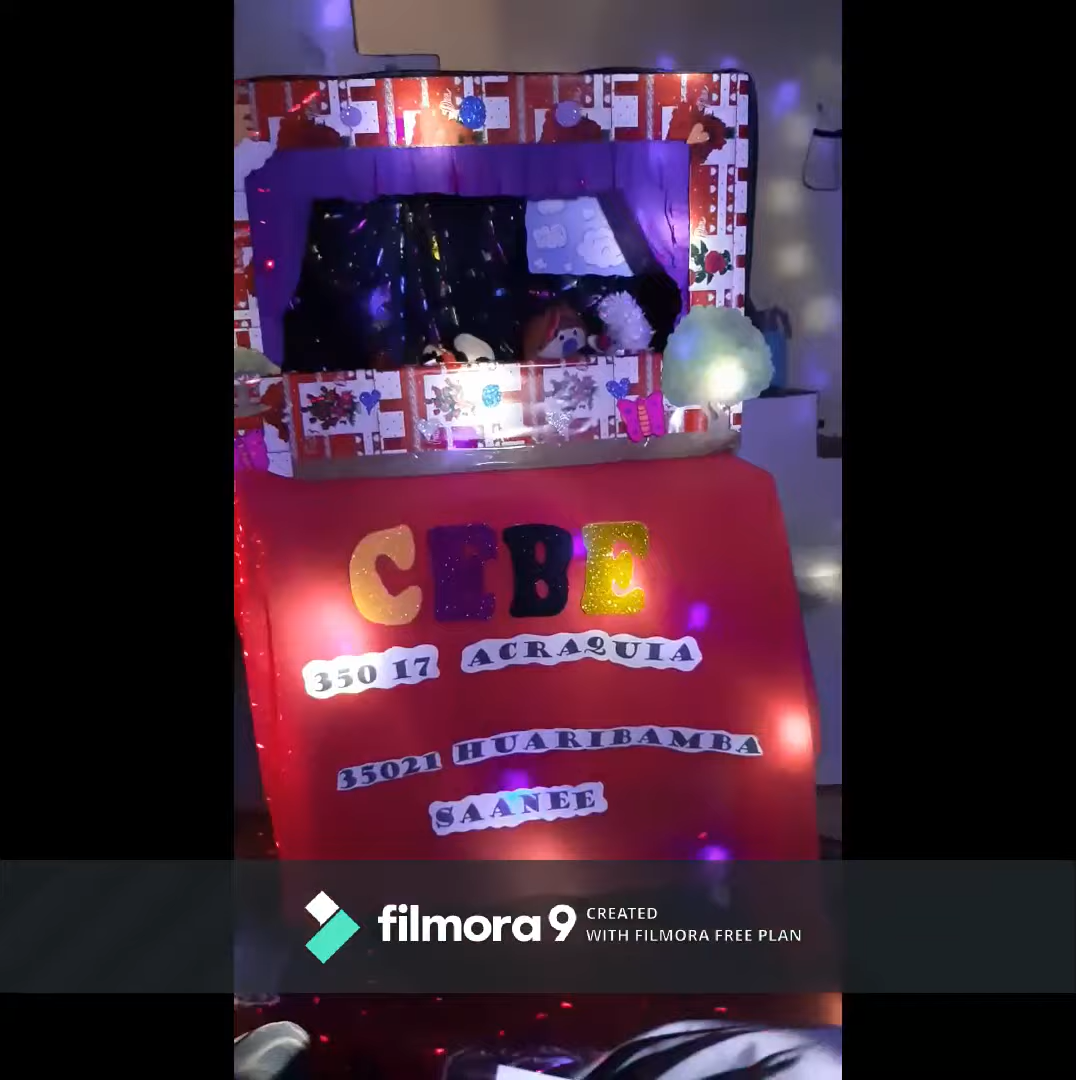 CEBE
350 17 ACRAQUIA
35021 HUARIBAMBA
SAANEE
filmora 9 CREATED
WITH FILMORA FREE PLAN